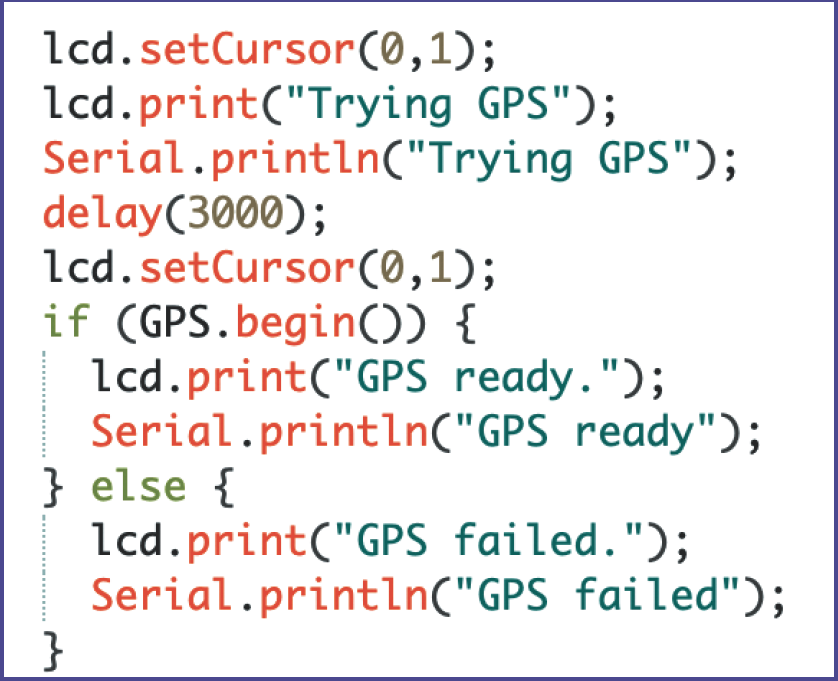 lcd.setCursor(0,1);
lcd.print("Trying GPS");
Serial.println("Trying GPS");
delay(3000);
lcd.setCursor(0,1);
if (GPS.begin()) {
  lcd.print("GPS ready.");
  Serial.println("GPS ready");
} else {
  lcd.print("GPS failed.");
  Serial.println("GPS failed");
}